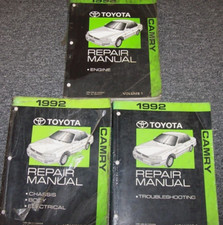 1992
TOYOTA
REPAIR
MANUAL
• ENGINE
CAMRY
1992
TOYOTA
REPAIR
MANUAL
• CHASSIS
• BODY
• ELECTRICAL
CAMRY
1992
TOYOTA
REPAIR
MANUAL
• TROUBLESHOOTING
CAMRY